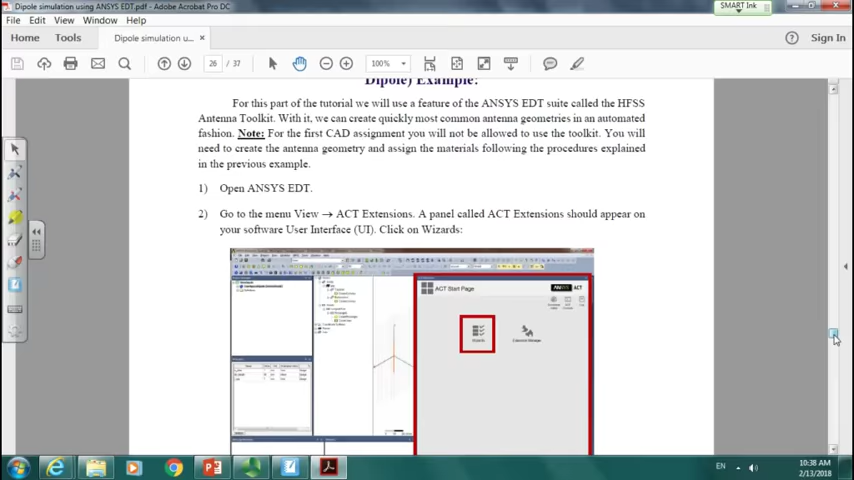 Dipole simulation using ANSYS EDT.pdf - Adobe Acrobat Pro DC
SMART Ink
File Edit View Window Help
Home Tools Dipole simulation u... × Sign In
26 / 37 100%
Dipole) Example:
For this part of the tutorial we will use a feature of the ANSYS EDT suite called the HFSS
Antenna Toolkit. With it, we can create quickly most common antenna geometries in an automated
fashion. Note: For the first CAD assignment you will not be allowed to use the toolkit. You will
need to create the antenna geometry and assign the materials following the procedures explained
in the previous example.
1) Open ANSYS EDT.
2) Go to the menu View → ACT Extensions. A panel called ACT Extensions should appear on
your software User Interface (UI). Click on Wizards:
ACT Start Page
ANSYS ACT
Wizards
EN
10:38 AM
2/13/2018